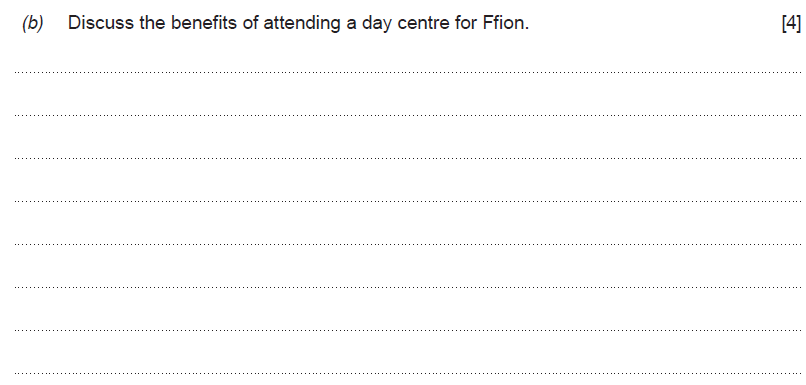 (b) Discuss the benefits of attending a day centre for Ffion. [4]